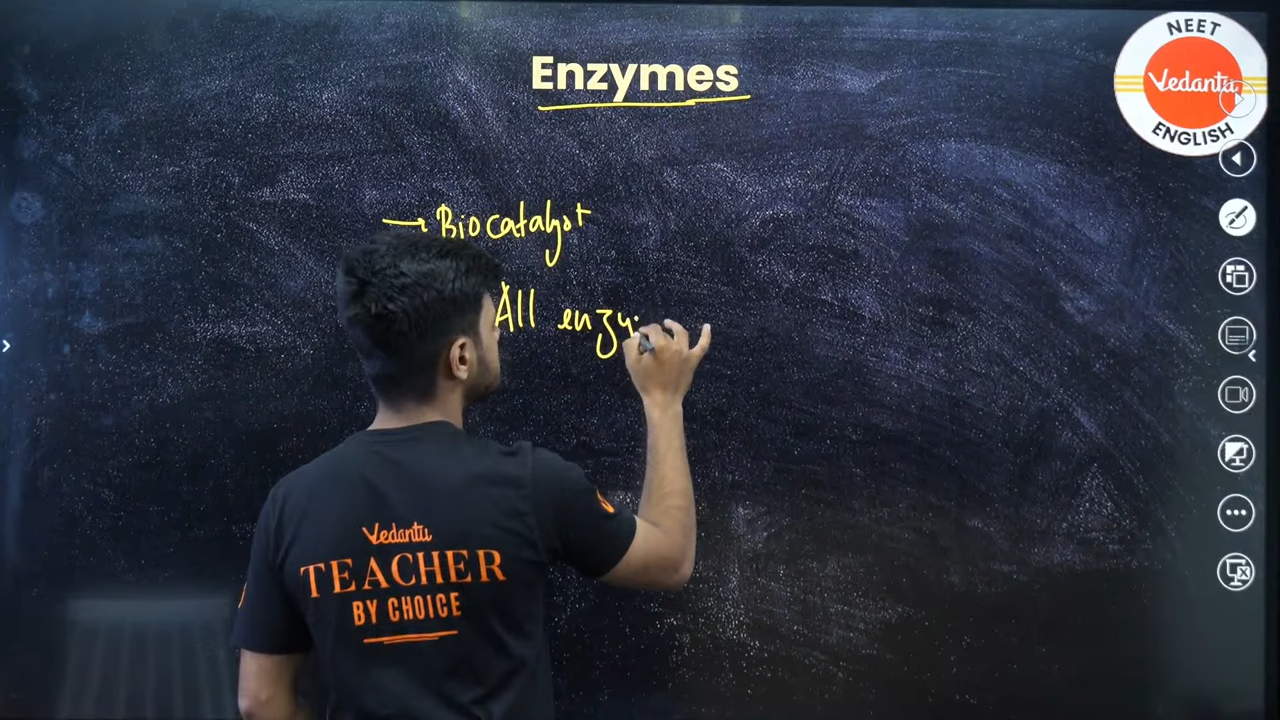 Enzymes
NEET
Vedantu
ENGLISH
→ Biocatalyst
All enzy
Vedantu
TEACHER
BY CHOICE